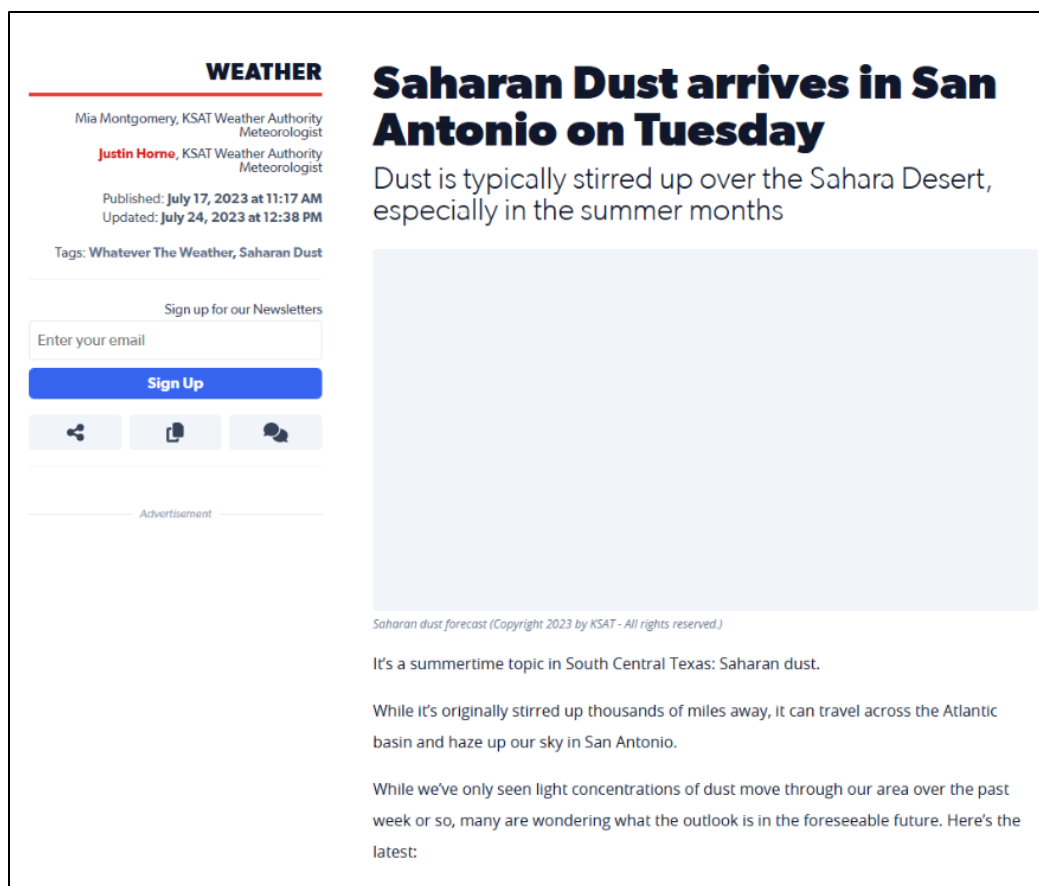 WEATHER
Mia Montgomery, KSAT Weather Authority
Meteorologist
Justin Horne, KSAT Weather Authority
Meteorologist
Published: July 17, 2023 at 11:17 AM
Updated: July 24, 2023 at 12:38 PM
Tags: Whatever The Weather, Saharan Dust
Sign up for our Newsletters
Enter your email
Sign Up
Advertisement
Saharan Dust arrives in San
Antonio on Tuesday
Dust is typically stirred up over the Sahara Desert,
especially in the summer months
Saharan dust forecast (Copyright 2023 by KSAT - All rights reserved.)
It’s a summertime topic in South Central Texas: Saharan dust.
While it’s originally stirred up thousands of miles away, it can travel across the Atlantic
basin and haze up our sky in San Antonio.
While we’ve only seen light concentrations of dust move through our area over the past
week or so, many are wondering what the outlook is in the foreseeable future. Here’s the
latest: